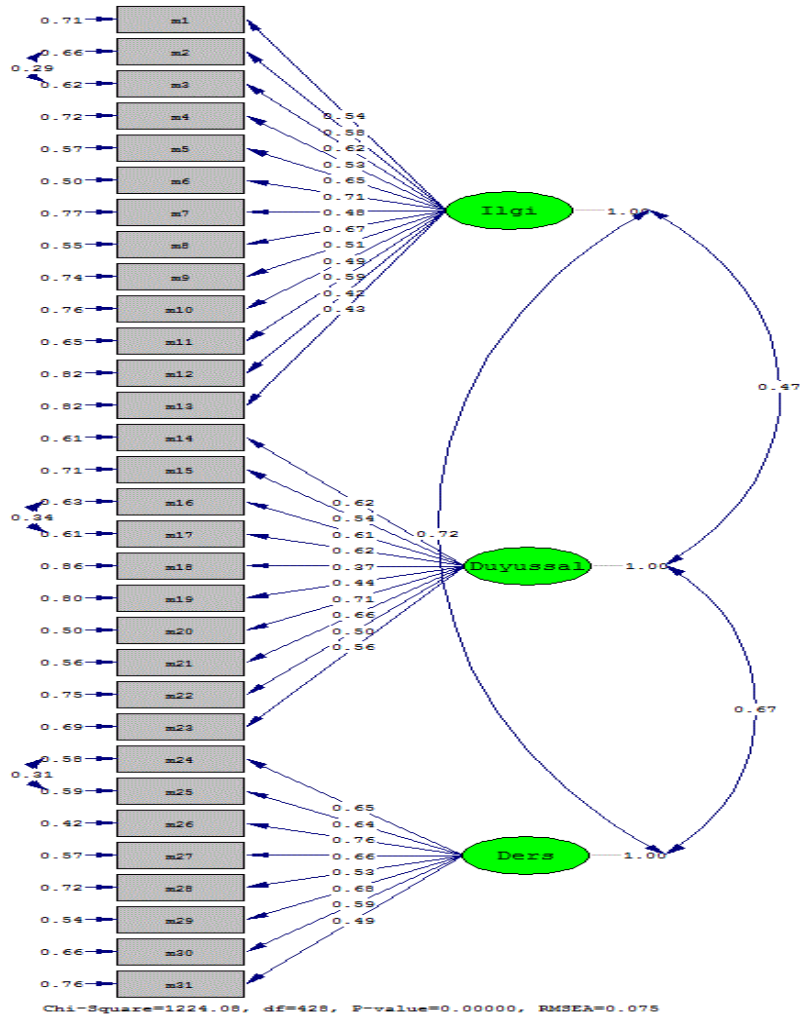 0.71 m1
0.66 m2
0.29
0.62 m3
0.72 m4
0.57 m5
0.50 m6
0.77 m7
0.55 m8
0.74 m9
0.76 m10
0.65 m11
0.82 m12
0.82 m13
0.54
0.58
0.62
0.53
0.65
0.71
0.48
0.67
0.51
0.49
0.59
0.42
0.43
Ilgi 1.00
0.47
0.61 m14
0.71 m15
0.63 m16
0.34
0.61 m17
0.86 m18
0.80 m19
0.50 m20
0.56 m21
0.75 m22
0.69 m23
0.62
0.54
0.61
0.62
0.37
0.44
0.71
0.66
0.50
0.56
0.72
Duyussal 1.00
0.67
0.58 m24
0.31
0.59 m25
0.42 m26
0.57 m27
0.72 m28
0.54 m29
0.66 m30
0.76 m31
0.65
0.64
0.76
0.66
0.53
0.68
0.59
0.49
Ders 1.00
Chi-Square=1224.08, df=428, P-value=0.00000, RMSEA=0.075